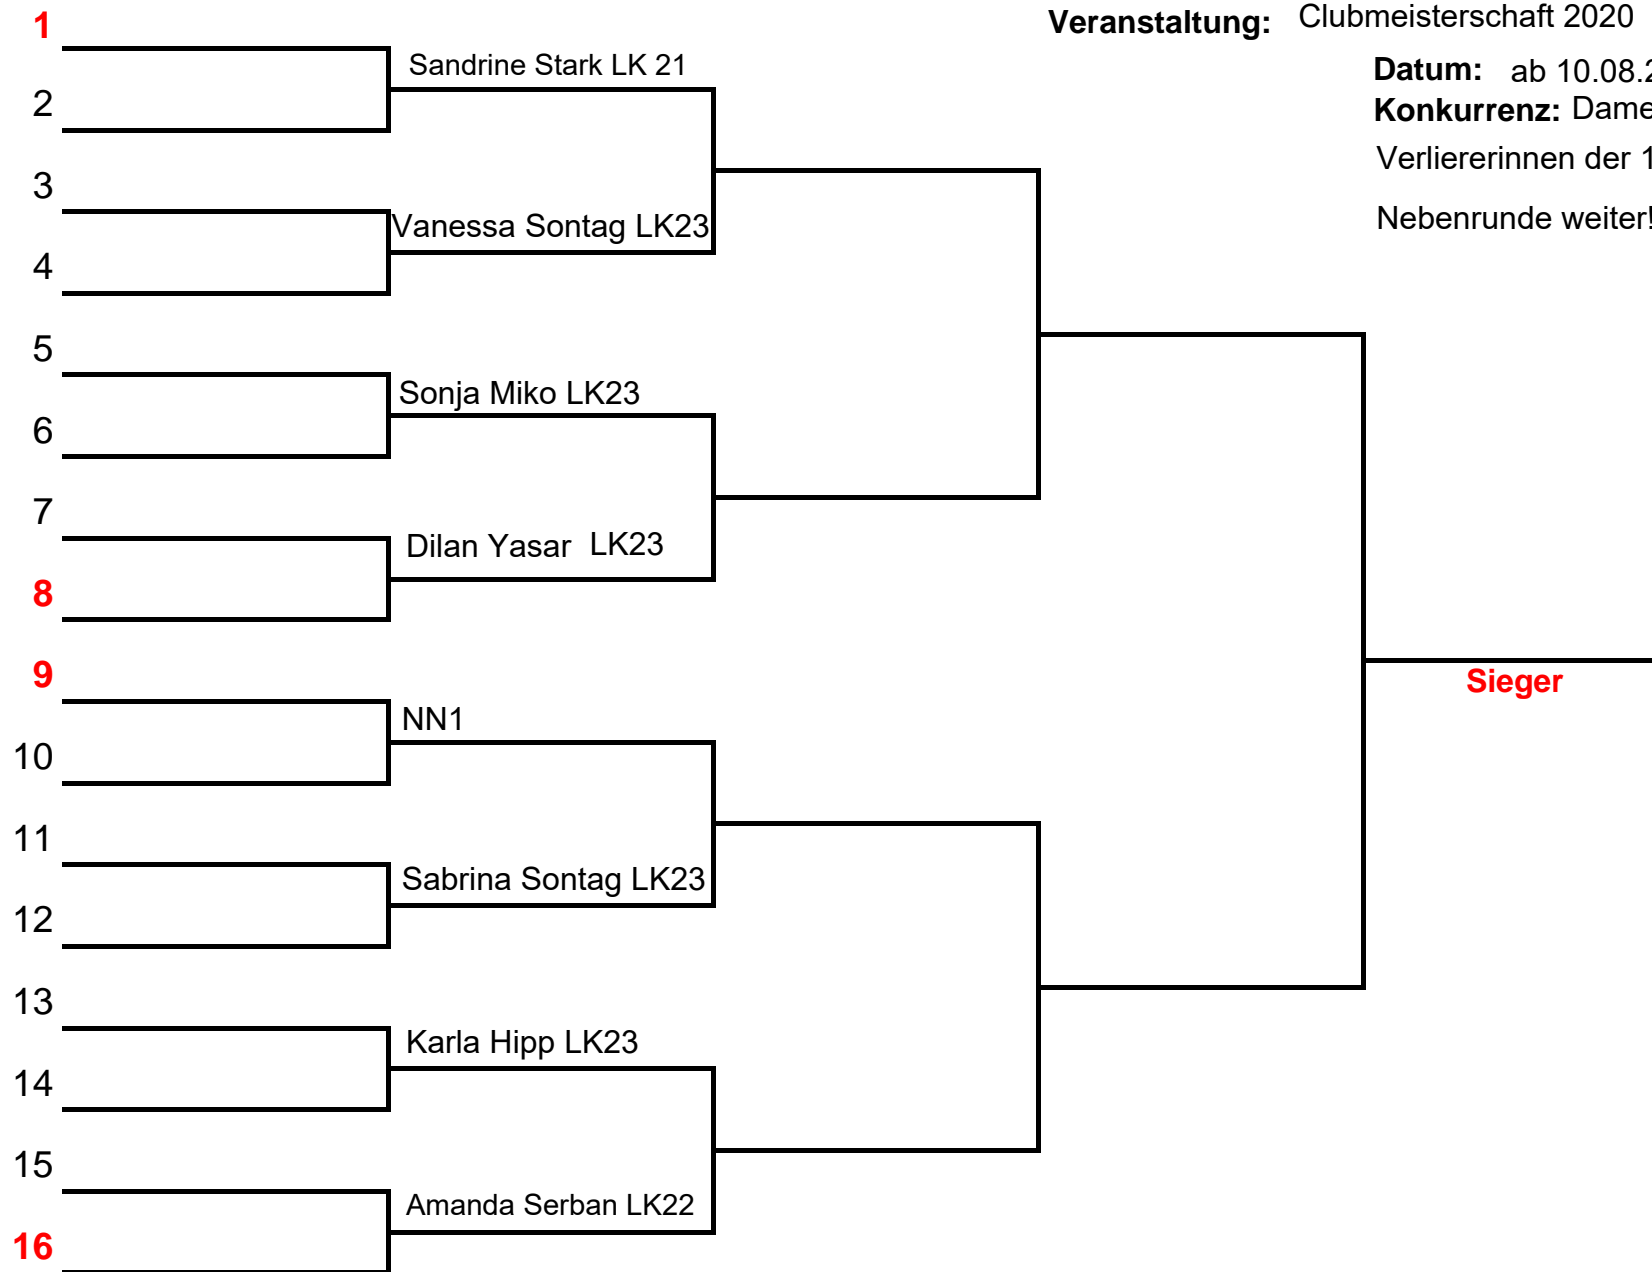 1
Veranstaltung: Clubmeisterschaft 2020
Sandrine Stark LK 21
Datum: ab 10.08.
2
Konkurrenz: Dame
Verliererinnen der 1
3
Vanessa Sontag LK23
Nebenrunde weiter!
4
5
Sonja Miko LK23
6
7
Dilan Yasar LK23
8
9
Sieger
NN1
10
11
Sabrina Sontag LK23
12
13
Karla Hipp LK23
14
15
Amanda Serban LK22
16